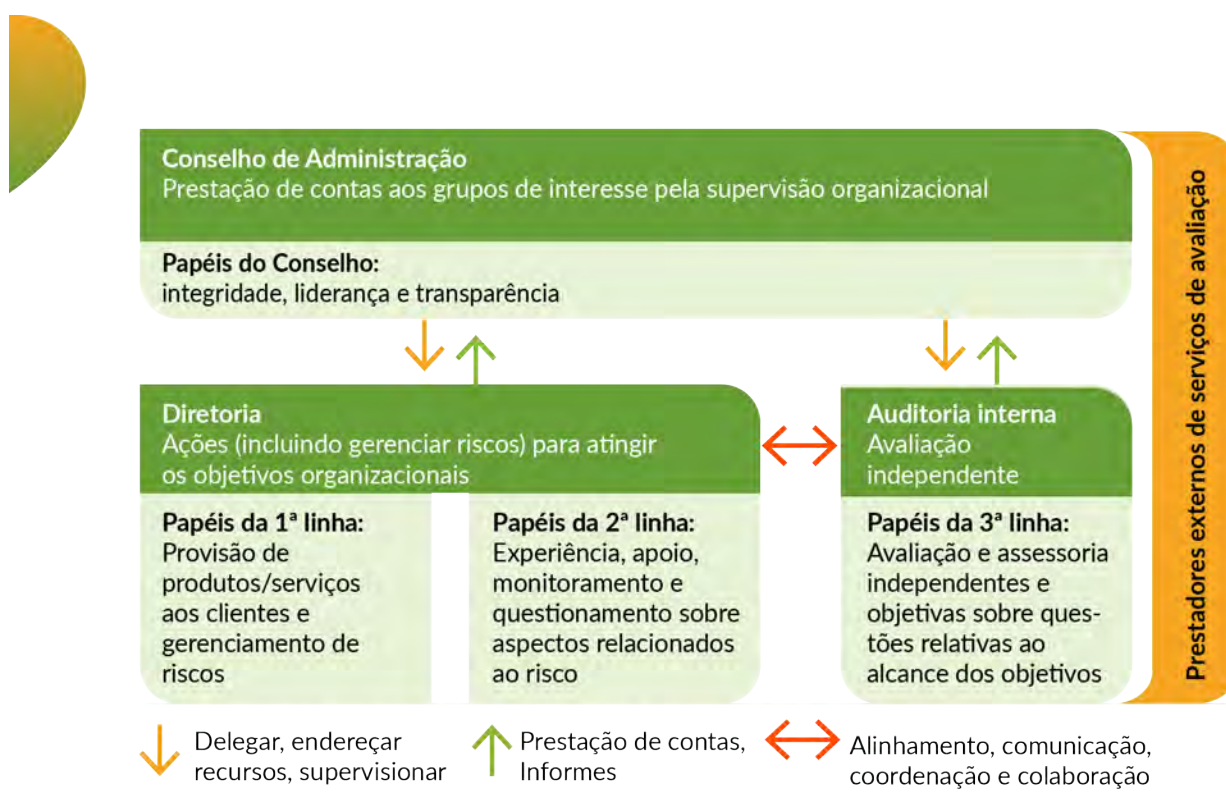 Conselho de Administração
Prestação de contas aos grupos de interesse pela supervisão organizacional
Papéis do Conselho:
integridade, liderança e transparência
Diretoria
Ações (incluindo gerenciar riscos) para atingir
os objetivos organizacionais
Papéis da 1ª linha:
Provisão de
produtos/serviços
aos clientes e
gerenciamento de
riscos
Papéis da 2ª linha:
Experiência, apoio,
monitoramento e
questionamento sobre
aspectos relacionados
ao risco
Auditoria interna
Avaliação
independente
Papéis da 3ª linha:
Avaliação e assessoria
independentes e
objetivas sobre ques-
tões relativas ao
alcance dos objetivos
Prestadores externos de serviços de avaliação
Delegar, endereçar
recursos, supervisionar
Prestação de contas,
Informes
Alinhamento, comunicação,
coordenação e colaboração